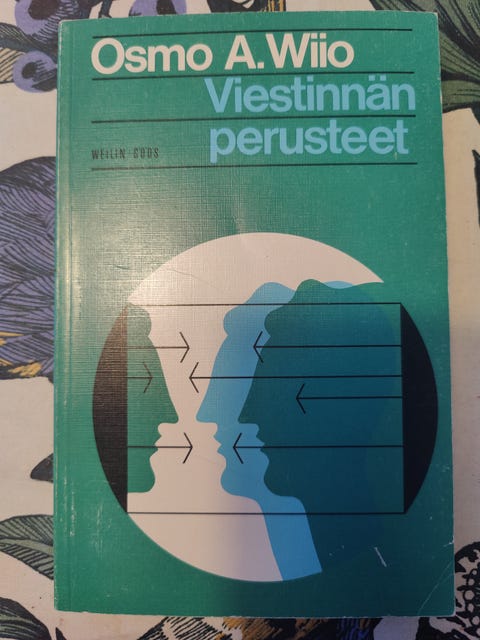 Osmo A. Wiio
Viestinnän
perusteet
WEILIN+GÖÖS